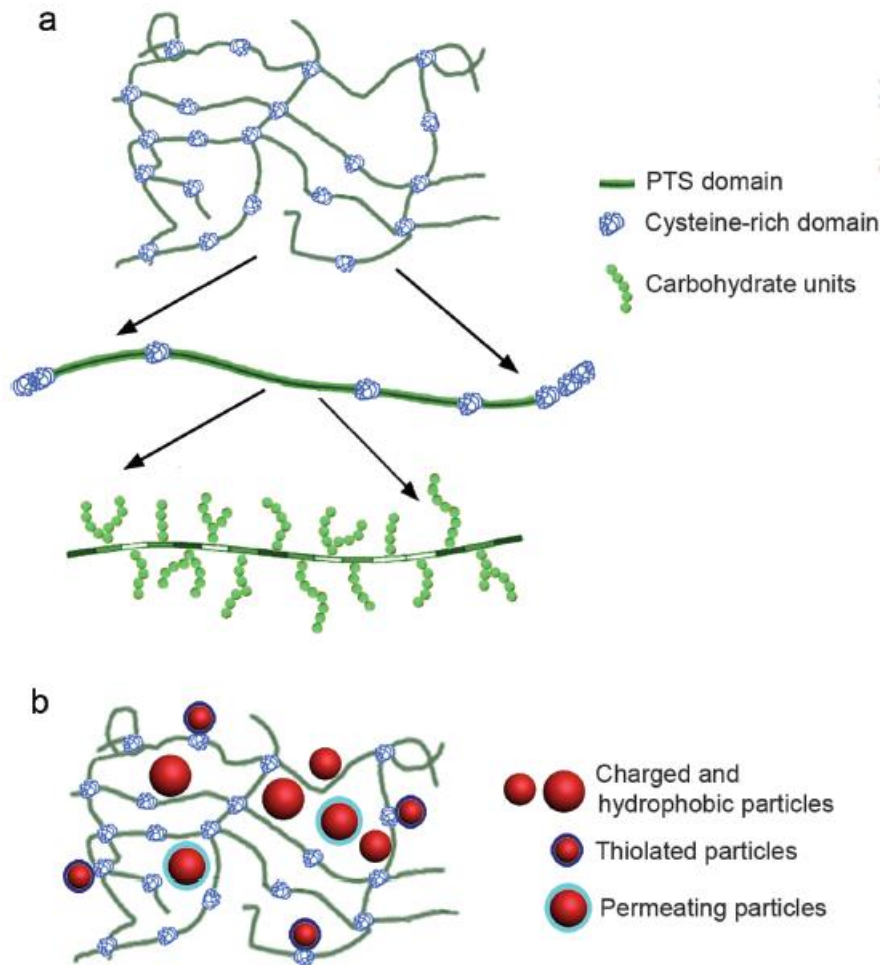 a
PTS domain
Cysteine-rich domain
Carbohydrate units
b
Charged and
hydrophobic particles
Thiolated particles
Permeating particles